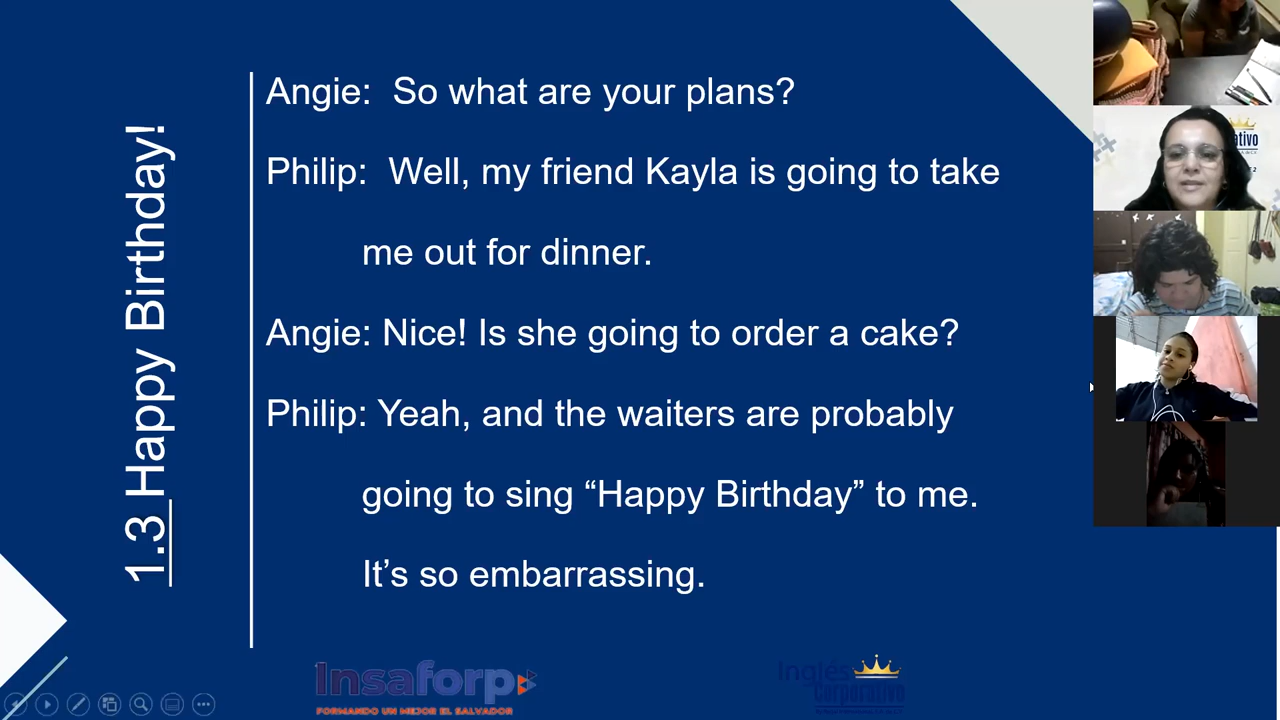 1.3 Happy Birthday!
Angie: So what are your plans?
Philip: Well, my friend Kayla is going to take
me out for dinner.
Angie: Nice! Is she going to order a cake?
Philip: Yeah, and the waiters are probably
going to sing “Happy Birthday” to me.
It’s so embarrassing.
Insaforp
FORMANDO UN MEJOR EL SALVADOR
Inglés
Corporativo
ativo